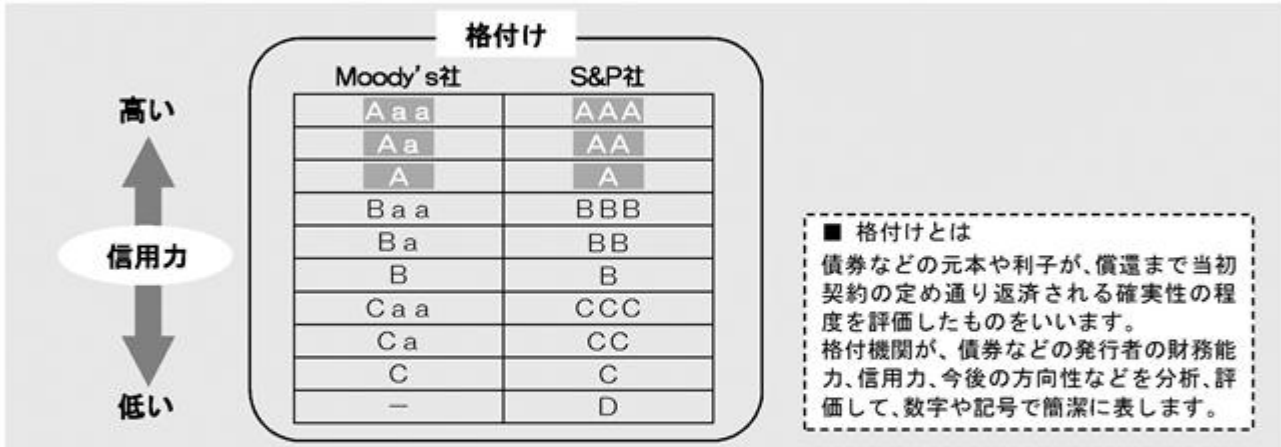 格付け
Moody's社 S&P社
高い
Aaa AAA
Aa AA
A A
Baa BBB
Ba BB
信用力
B B
Caa CCC
Ca CC
C C
低い
— D
■ 格付けとは
債券などの元本や利子が、償還まで当初
契約の定め通り返済される確実性の程
度を評価したものをいいます。
格付機関が、債券などの発行者の財務能
力、信用力、今後の方向性などを分析、評
価して、数字や記号で簡潔に表します。